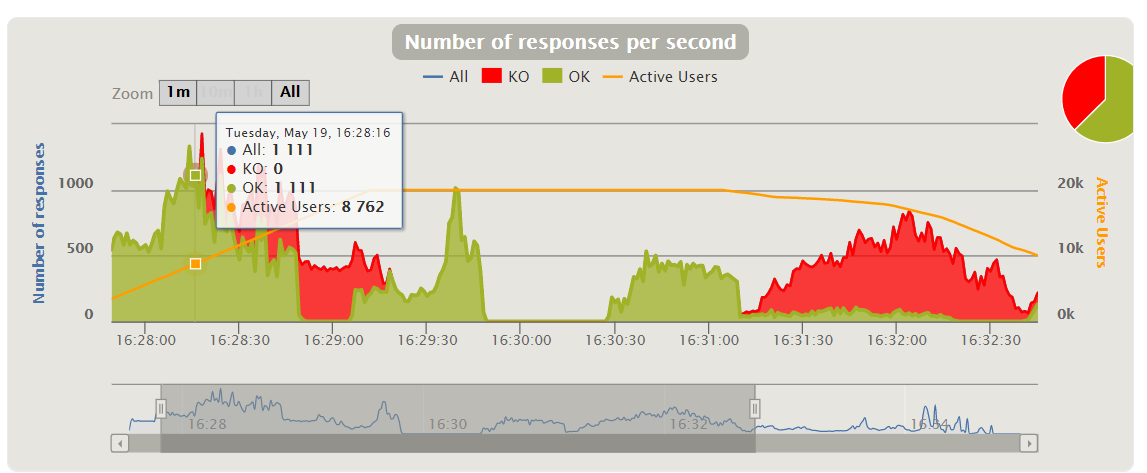 Number of responses per second
All KO OK Active Users
Zoom 1m 10m 1h All
Tuesday, May 19, 16:28:16
All: 1 111
KO: 0
OK: 1 111
Active Users: 8 762
Number of responses
1000
500
0
20k
10k
0k
Active Users
16:28:00 16:28:30 16:29:00 16:29:30 16:30:00 16:30:30 16:31:00 16:31:30 16:32:00 16:32:30
16:28 16:30 16:32 16:34